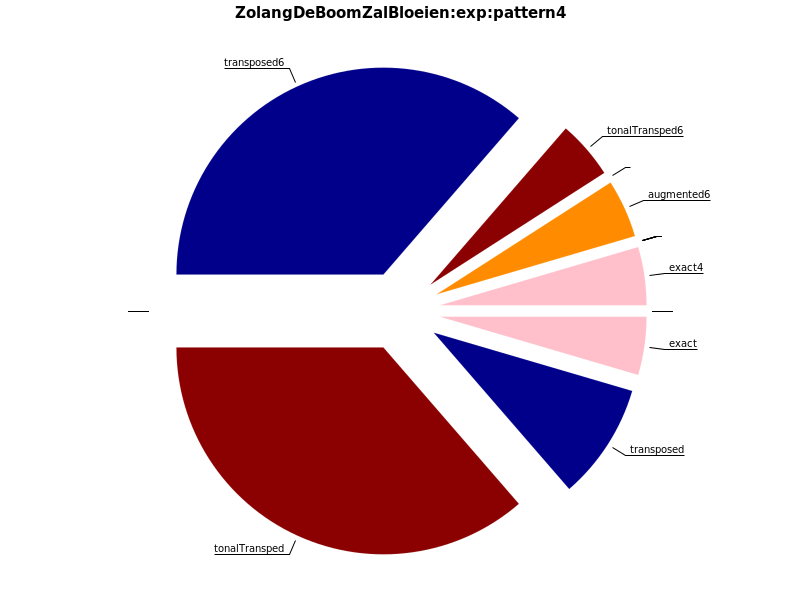 ZolangDeBoomZalBloeien:exp:pattern4
transposed6
tonalTransped6
augmented6
exact4
exact
transposed
tonalTransped